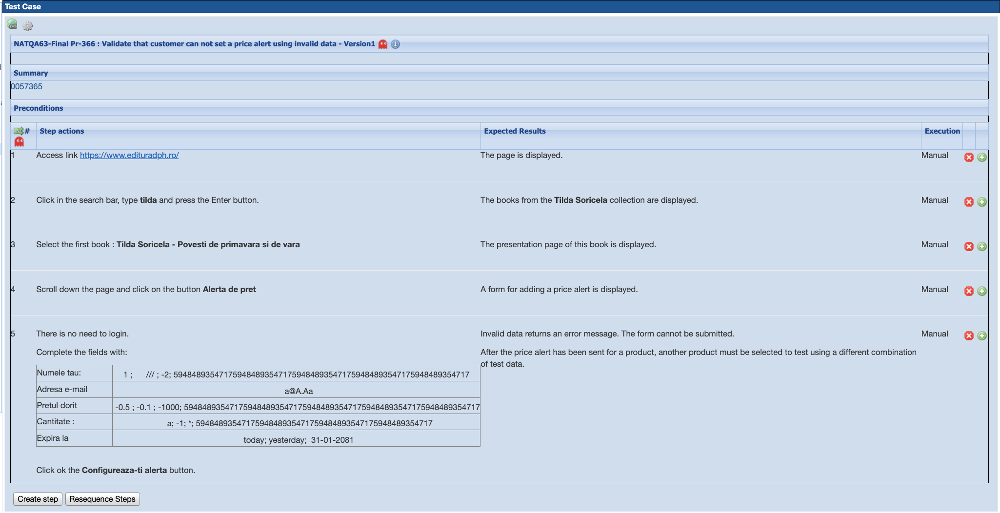 Test Case
NATQA63-Final Pr-366 : Validate that customer can not set a price alert using invalid data - Version1
Summary
0057365
Preconditions
# Step actions Expected Results Execution
1 Access link https://www.edituradph.ro/ The page is displayed. Manual
2 Click in the search bar, type tilda and press the Enter button. The books from the Tilda Soricela collection are displayed. Manual
3 Select the first book : Tilda Soricela - Povesti de primavara si de vara The presentation page of this book is displayed. Manual
4 Scroll down the page and click on the button Alerta de pret A form for adding a price alert is displayed. Manual
5 There is no need to login. Invalid data returns an error message. The form cannot be submitted. Manual
Complete the fields with: After the price alert has been sent for a product, another product must be selected to test using a different combination
of test data.
Numele tau: 1 ; /// ; -2; 59484893547175948489354717594848935471759484893547175948489354717
Adresa e-mail a@A.Aa
Pretul dorit -0.5 ; -0.1 ; -1000; 59484893547175948489354717594848935471759484893547175948489354717
Cantitate : a; -1; *; 5948489354717594848935471759484893547175948489354717
Expira la today; yesterday; 31-01-2081
Click ok the Configureaza-ti alerta button.
Create step Resequence Steps